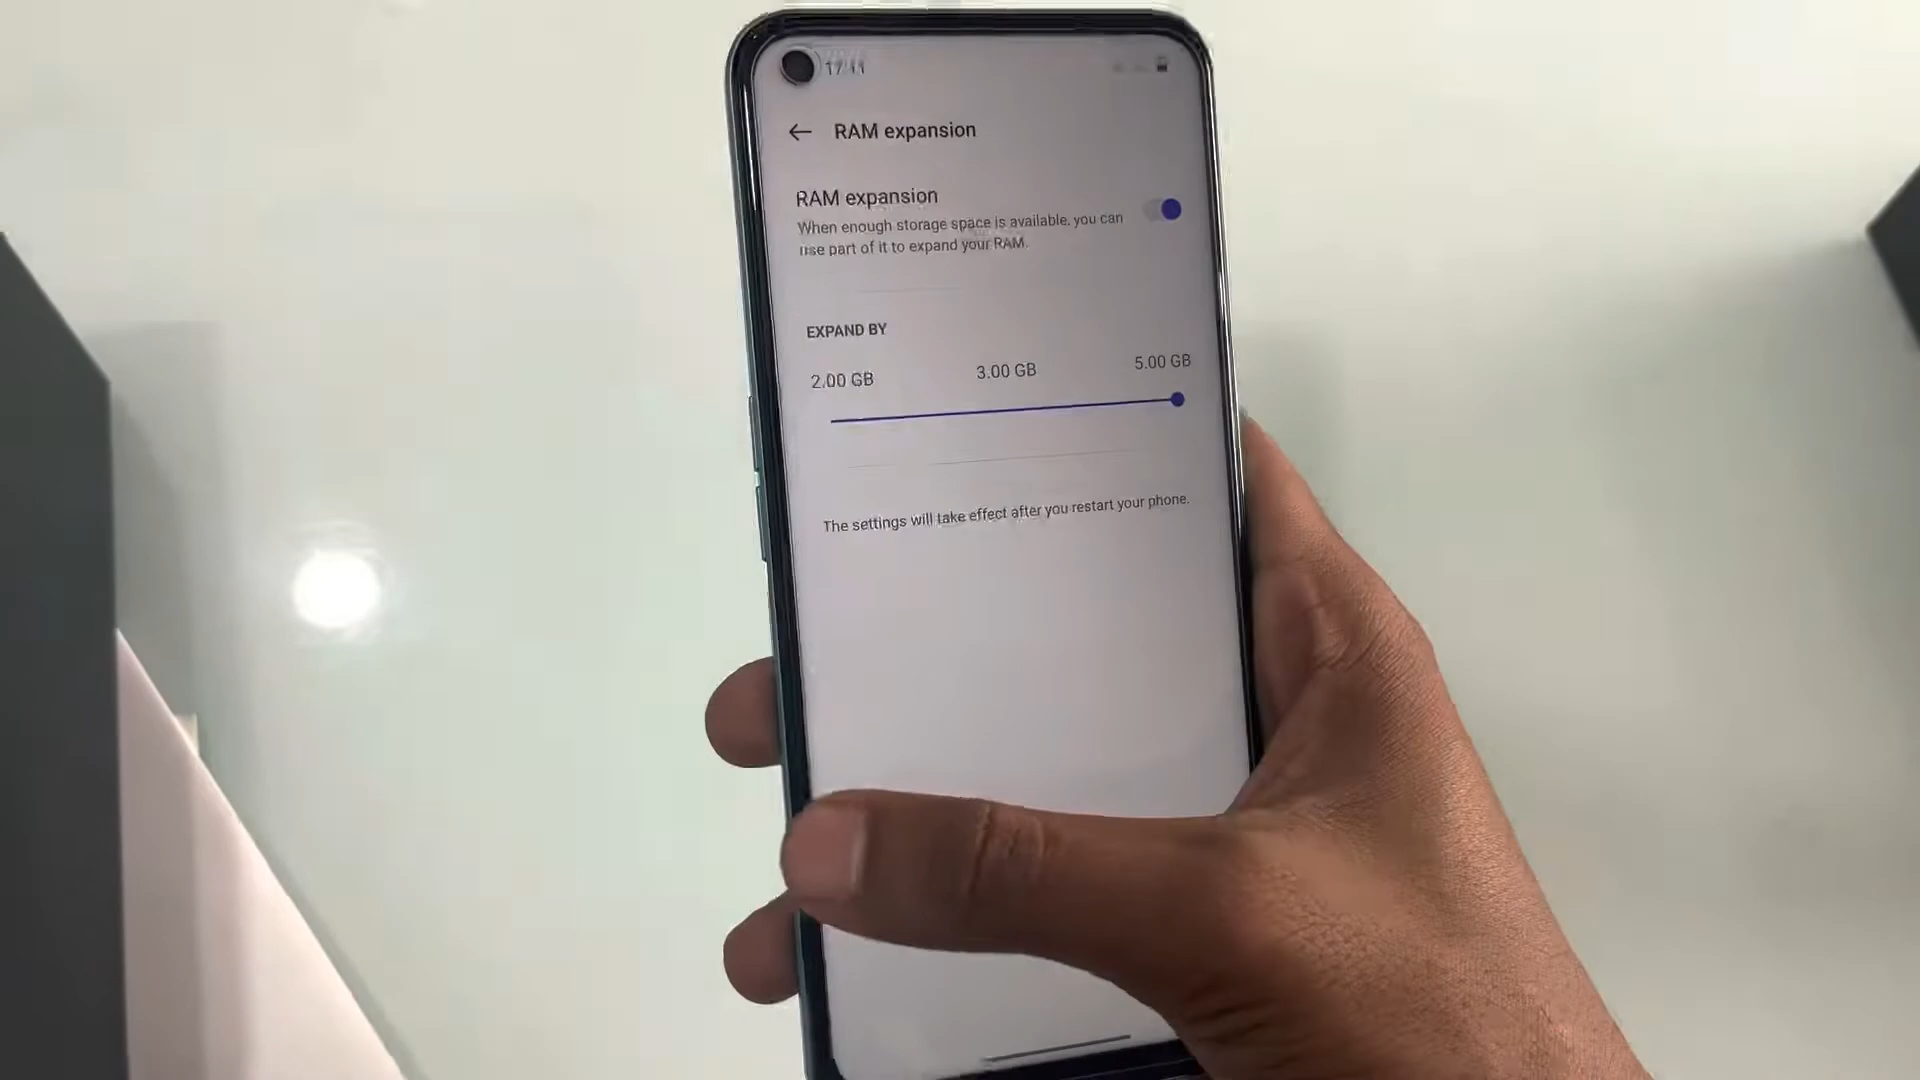 17:11
RAM expansion
RAM expansion
When enough storage space is available, you can
use part of it to expand your RAM.
EXPAND BY
2.00 GB 3.00 GB 5.00 GB
The settings will take effect after you restart your phone.